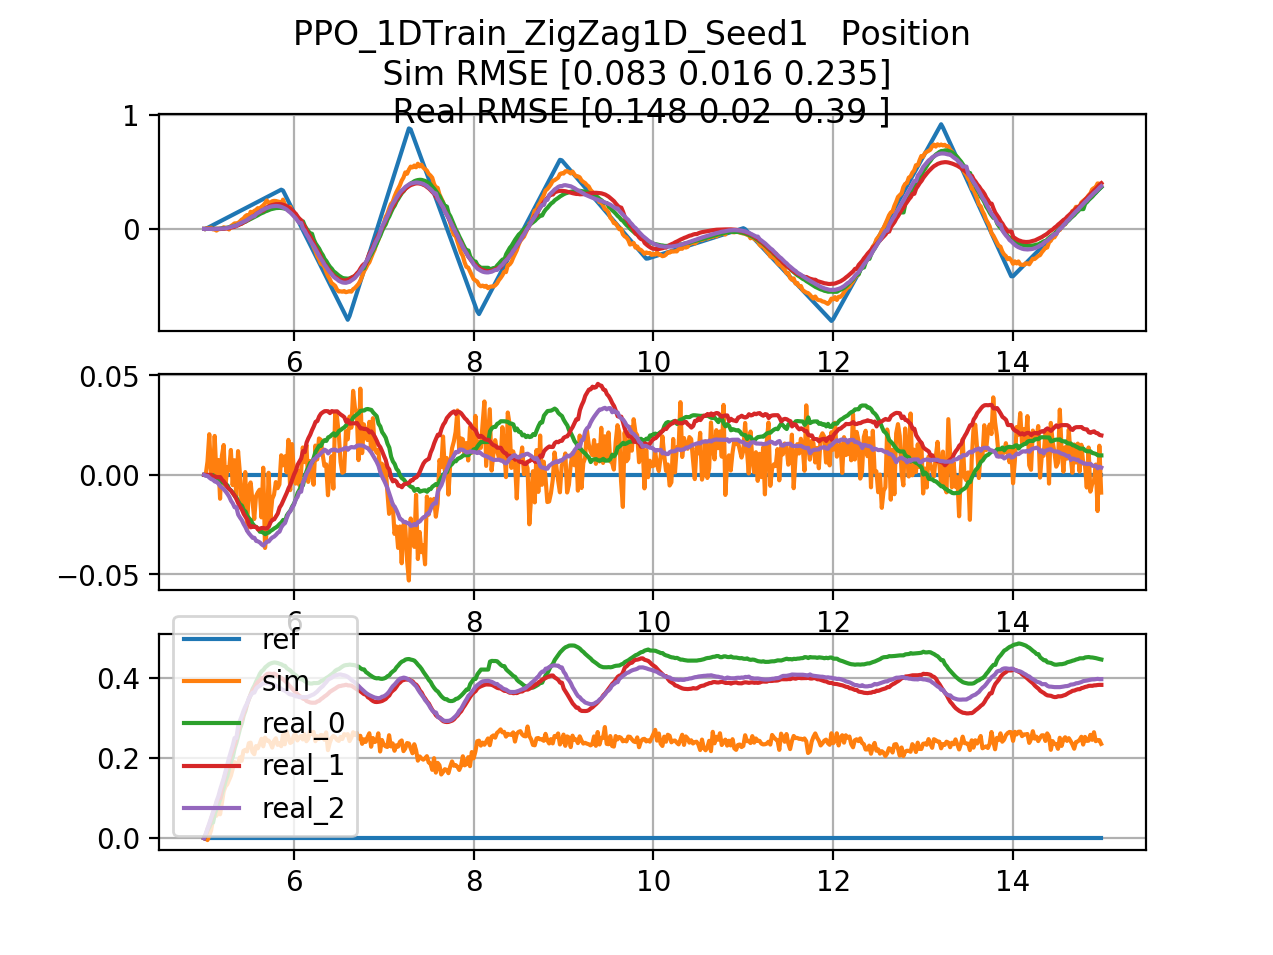 PPO_1DTrain_ZigZag1D_Seed1   Position
Sim RMSE [0.083 0.016 0.235]
Real RMSE [0.148 0.02  0.39 ]
1
0
6 8 10 12 14
0.05
0.00
−0.05
6 8 10 12 14
0.4
0.2
0.0
ref
sim
real_0
real_1
real_2
6 8 10 12 14